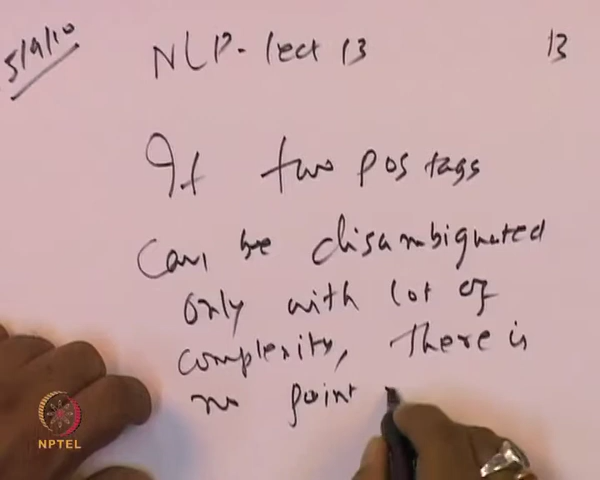 5/9/10
NLP - lect 13
13
If two pos tags
Can be disambiguated
only with lot of
complexity, There is
no point
NPTEL